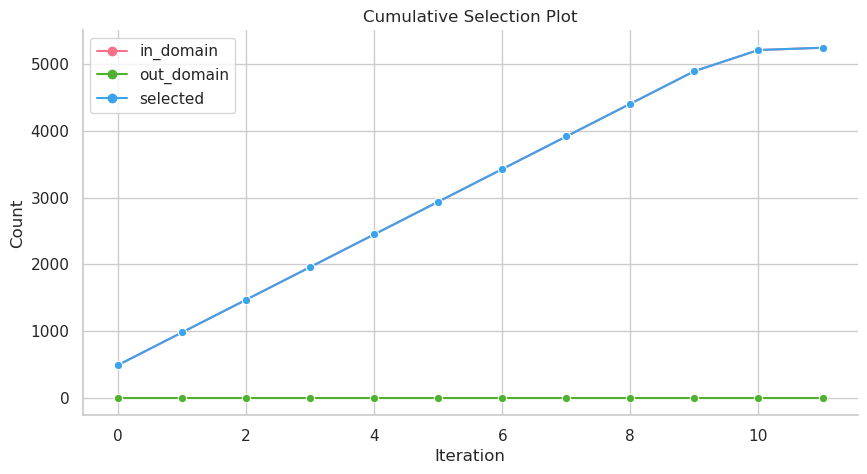 Cumulative Selection Plot
in_domain
out_domain
selected
5000
4000
3000
2000
1000
0
Count
0 2 4 6 8 10
Iteration